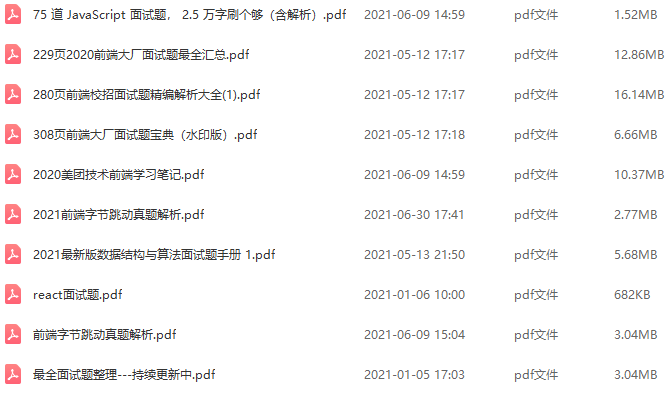 75 道 JavaScript 面试题， 2.5 万字刷个够（含解析）.pdf 2021-06-09 14:59 pdf文件 1.52MB
229页2020前端大厂面试题最全汇总.pdf 2021-05-12 17:17 pdf文件 12.86MB
280页前端校招面试题精编解析大全(1).pdf 2021-05-12 17:17 pdf文件 16.14MB
308页前端大厂面试题宝典（水印版）.pdf 2021-05-12 17:18 pdf文件 6.66MB
2020美团技术前端学习笔记.pdf 2021-06-09 14:59 pdf文件 10.37MB
2021前端字节跳动真题解析.pdf 2021-06-30 17:41 pdf文件 2.77MB
2021最新版数据结构与算法面试题手册 1.pdf 2021-05-13 21:50 pdf文件 5.68MB
react面试题.pdf 2021-01-06 10:00 pdf文件 682KB
前端字节跳动真题解析.pdf 2021-06-09 15:04 pdf文件 3.04MB
最全面试题整理---持续更新中.pdf 2021-01-05 17:03 pdf文件 3.04MB